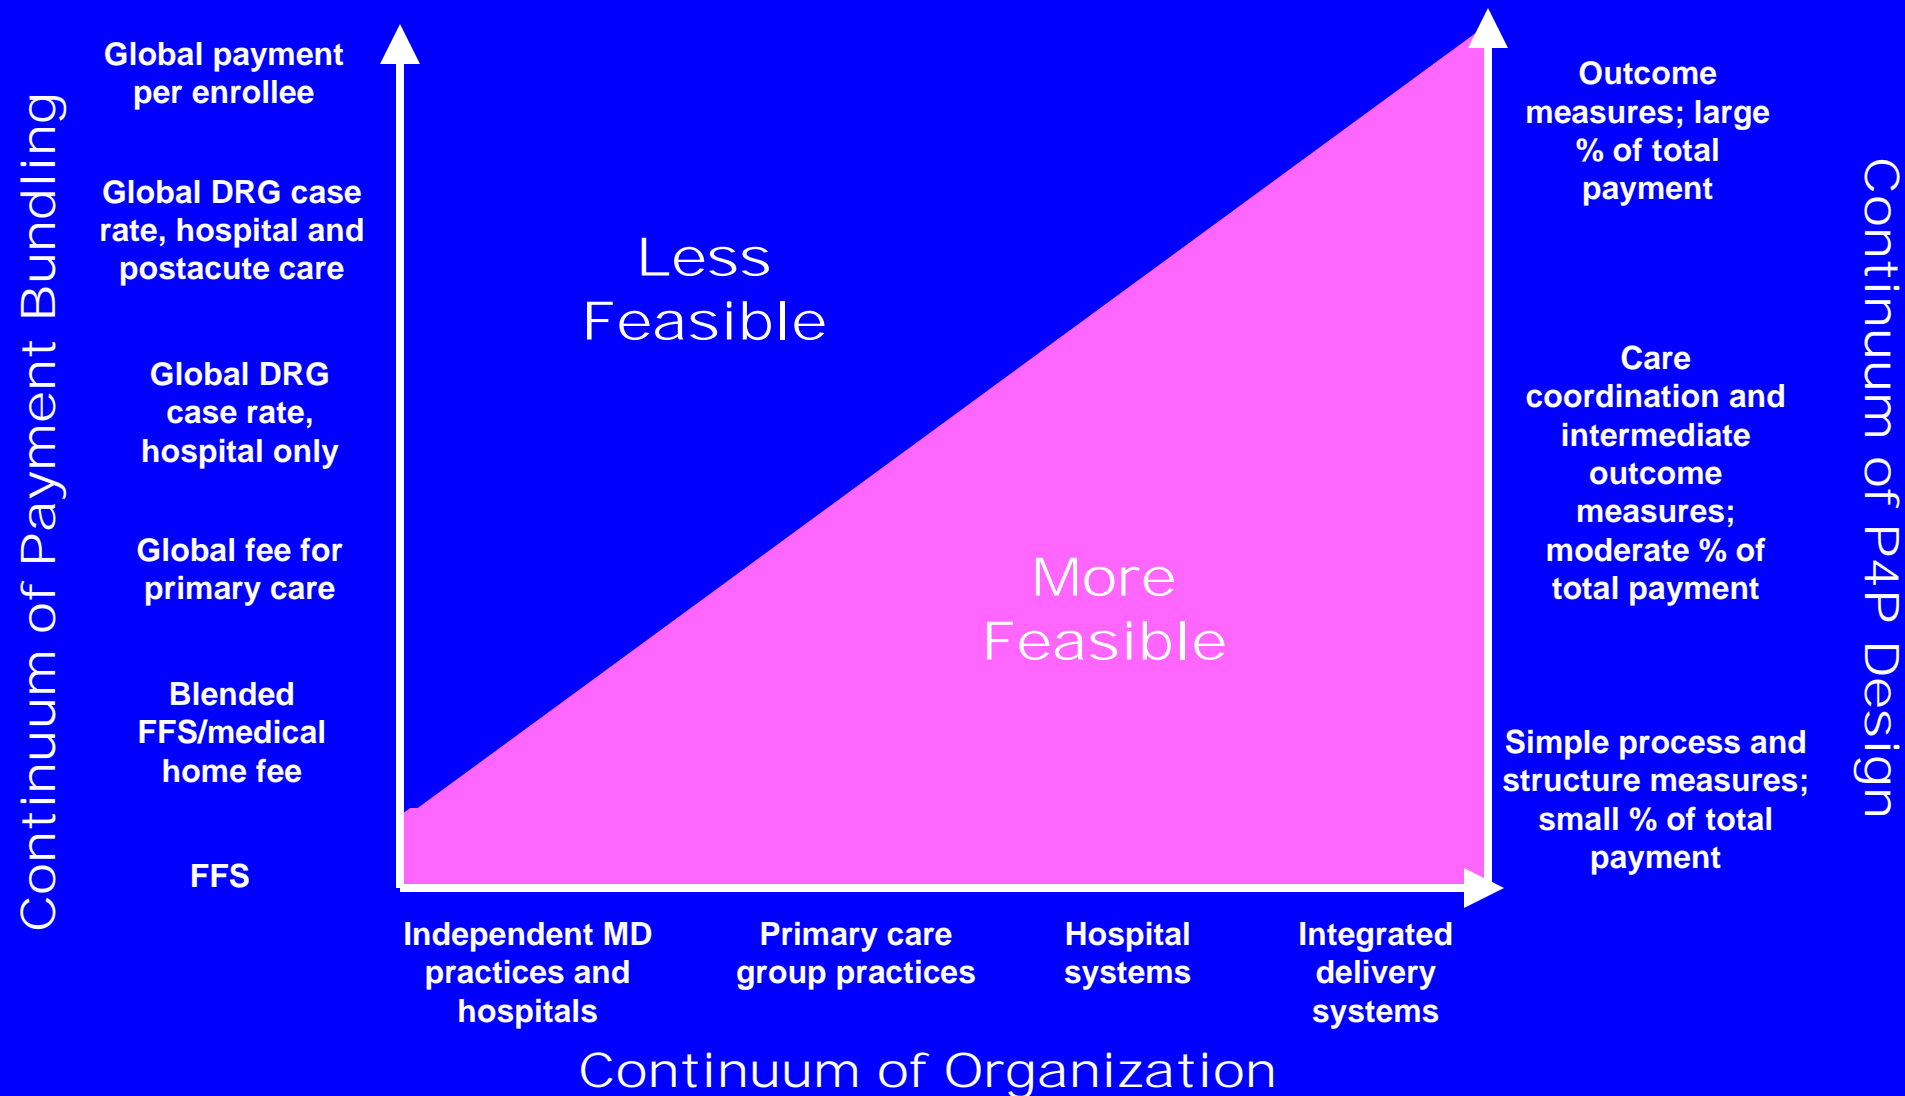 Continuum of Payment Bundling
Global payment
per enrollee
Global DRG case
rate, hospital and
postacute care
Global DRG
case rate,
hospital only
Global fee for
primary care
Blended
FFS/medical
home fee
FFS
Less
Feasible
More
Feasible
Outcome
measures; large
% of total
payment
Care
coordination and
intermediate
outcome
measures;
moderate % of
total payment
Simple process and
structure measures;
small % of total
payment
Continuum of P4P Design
Independent MD
practices and
hospitals
Primary care
group practices
Hospital
systems
Integrated
delivery
systems
Continuum of Organization